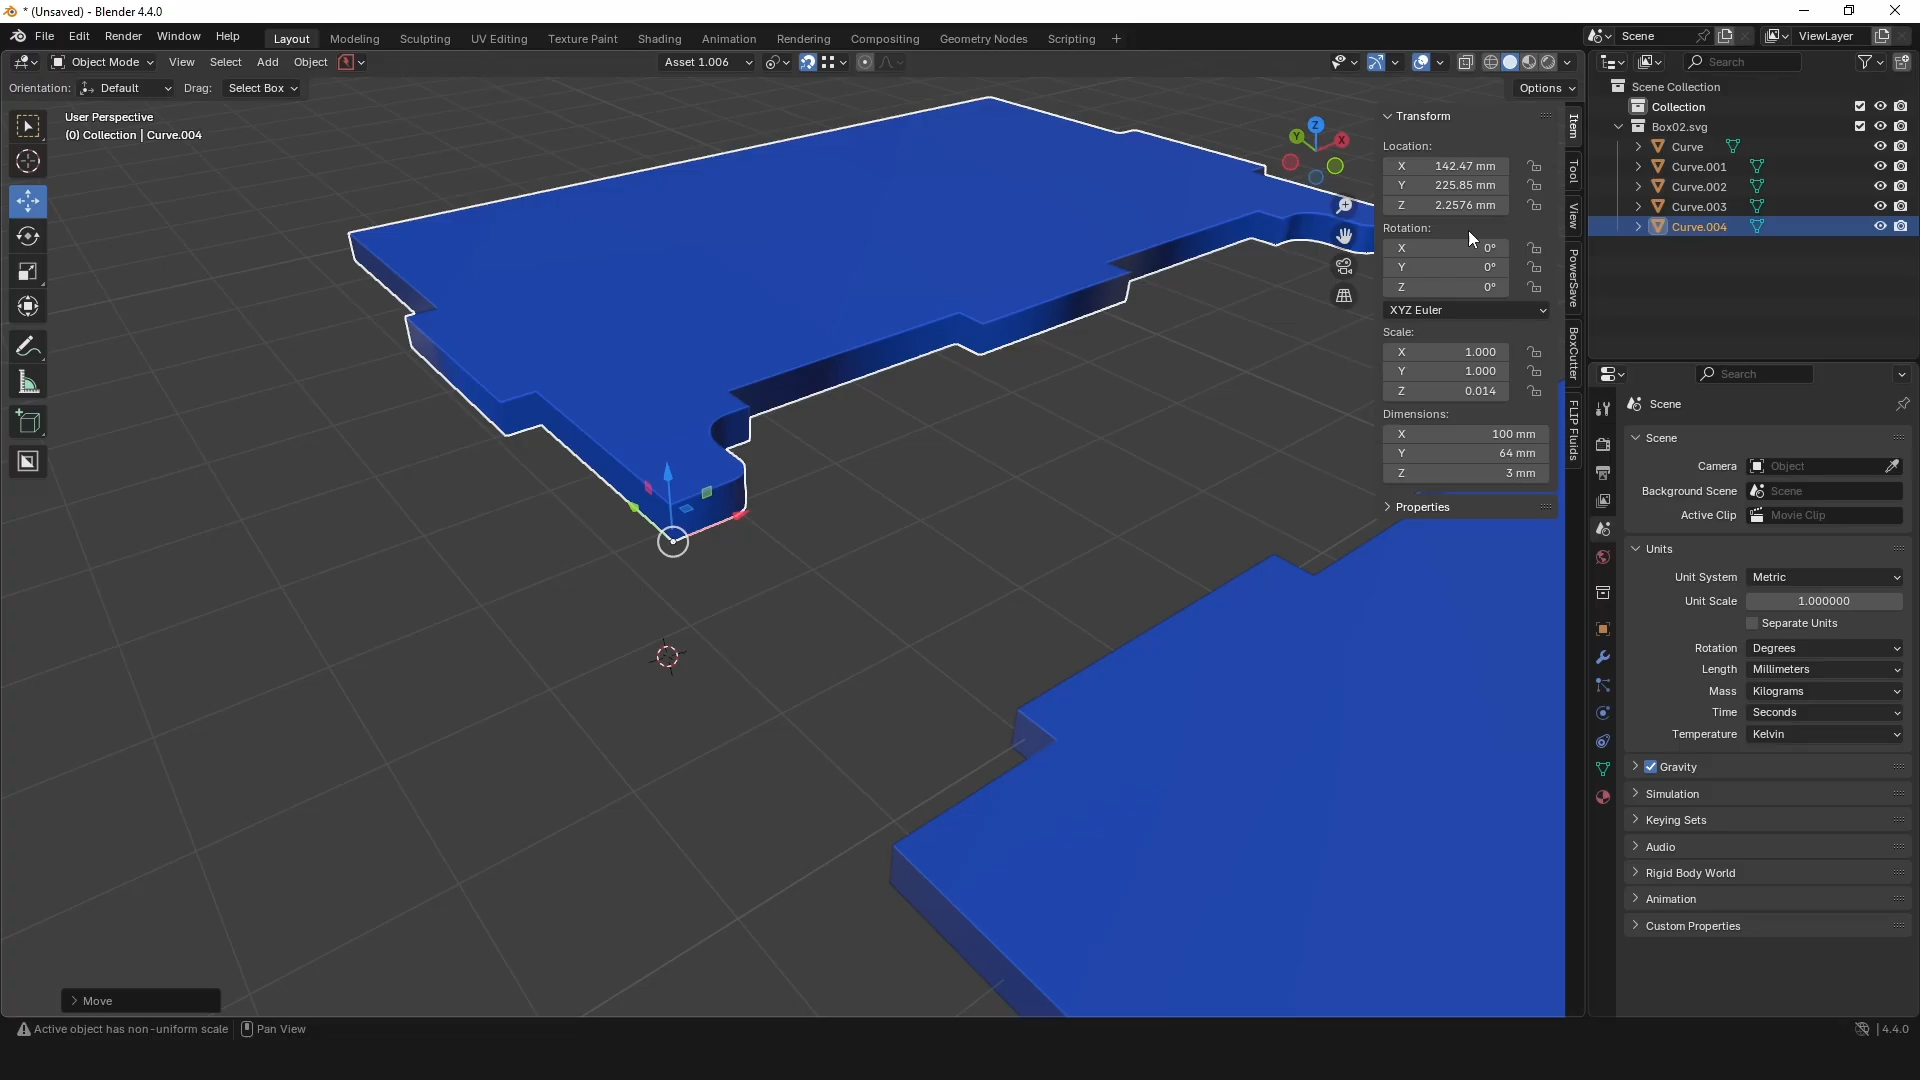 * (Unsaved) - Blender 4.4.0
File Edit Render Window Help Layout Modeling Sculpting UV Editing Texture Paint Shading Animation Rendering Compositing Geometry Nodes Scripting + Scene ViewLayer
Object Mode View Select Add Object Asset 1.006 Search
Orientation: Default Drag: Select Box Options
User Perspective
(0) Collection | Curve.004
Z
Y
X
Transform
Location:
X 142.47 mm
Y 225.85 mm
Z 2.2576 mm
Rotation:
X 0°
Y 0°
Z 0°
XYZ Euler
Scale:
X 1.000
Y 1.000
Z 0.014
Dimensions:
X 100 mm
Y 64 mm
Z 3 mm
Properties
Item
Tool
View
PowerSave
BoxCutter
FLIP Fluids
Scene Collection
Collection
Box02.svg
Curve
Curve.001
Curve.002
Curve.003
Curve.004
Search
Scene
Scene
Camera Object
Background Scene Scene
Active Clip Movie Clip
Units
Unit System Metric
Unit Scale 1.000000
Separate Units
Rotation Degrees
Length Millimeters
Mass Kilograms
Time Seconds
Temperature Kelvin
Gravity
Simulation
Keying Sets
Audio
Rigid Body World
Animation
Custom Properties
Move
Active object has non-uniform scale Pan View 4.4.0